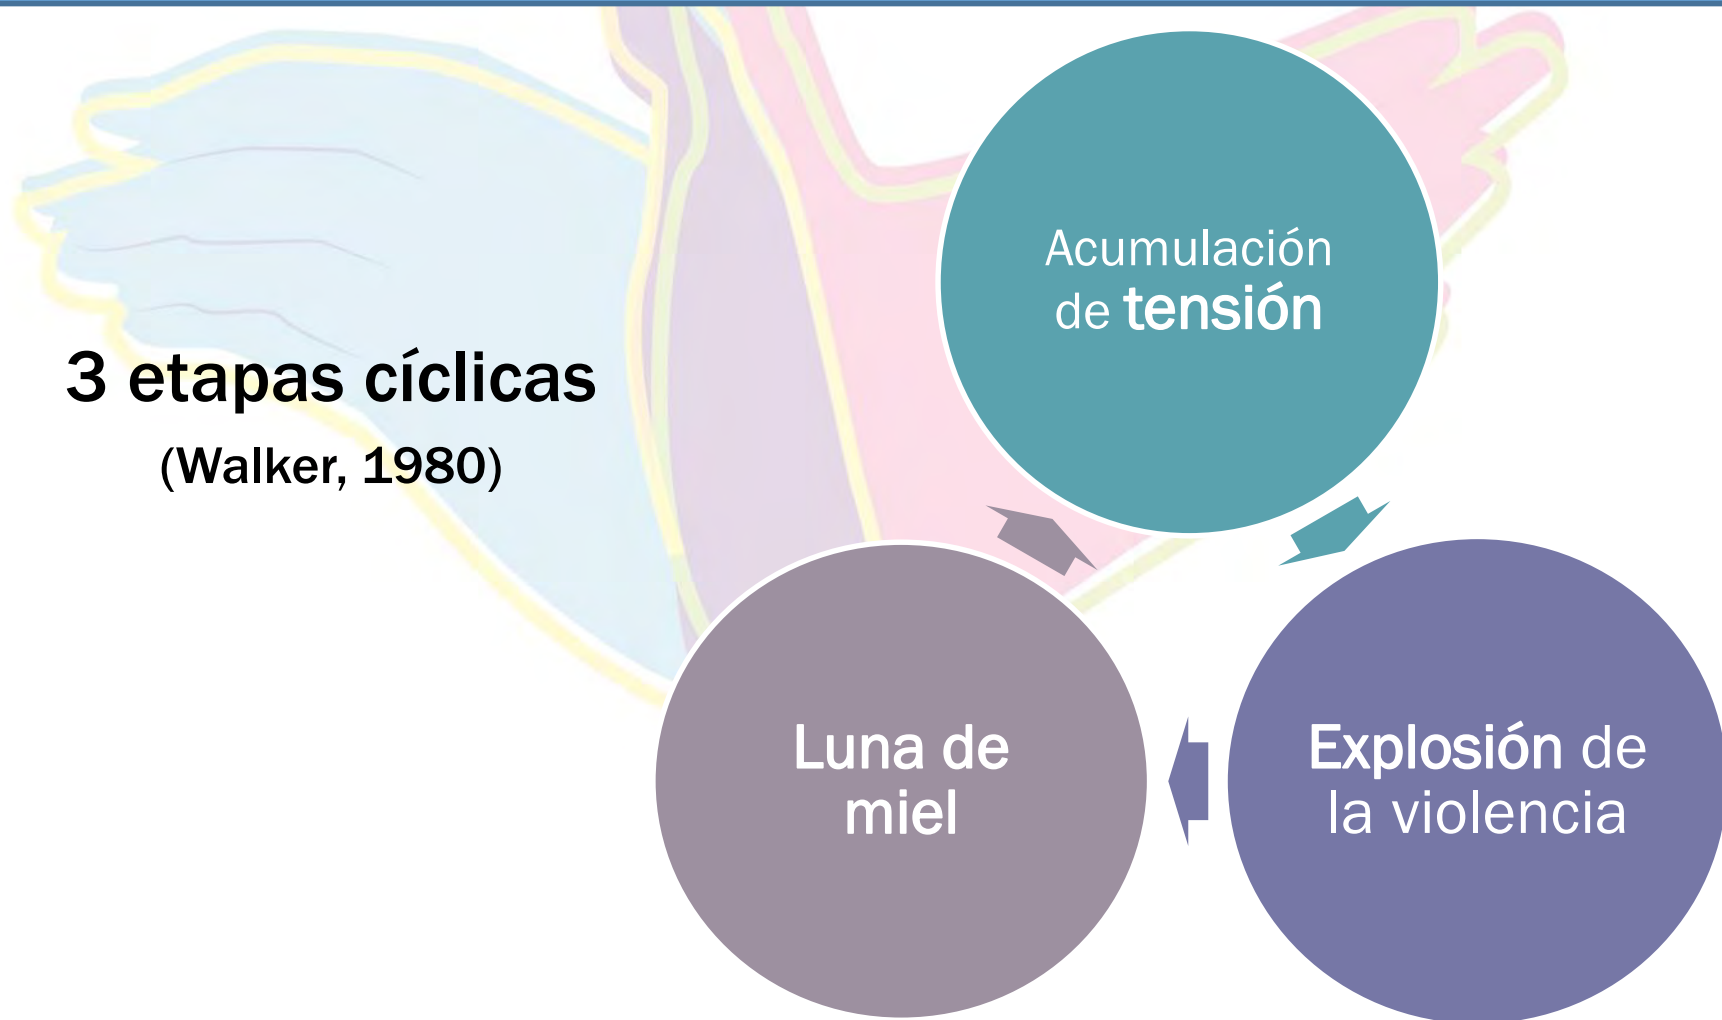 3 etapas cíclicas
(Walker, 1980)
Acumulación
de tensión
Explosión de
la violencia
Luna de
miel